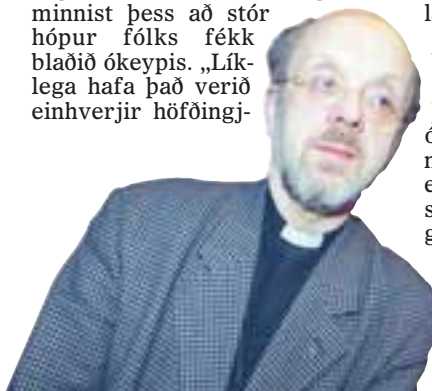 minnist þess að stór
hópur fólks fékk
blaðið ókeypis. „Lík-
lega hafa það verið
einhverjir höfðingj-